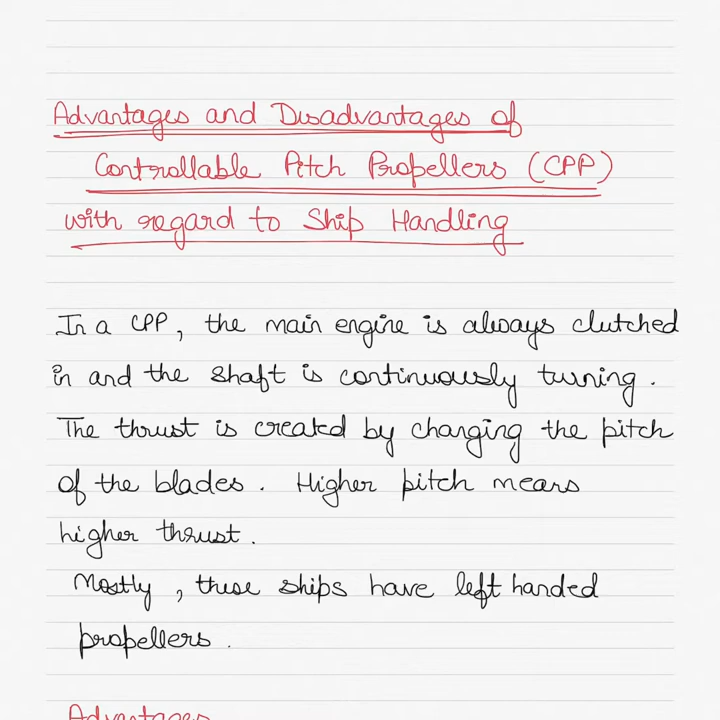 Advantages and Disadvantages of
Controllable Pitch Propellers (CPP)
with regard to Ship Handling
In a CPP, the main engine is always clutched
in and the shaft is continuously turning.
The thrust is created by changing the pitch
of the blades. Higher pitch means
higher thrust.
Mostly, these ships have left handed
propellers.
Advantages